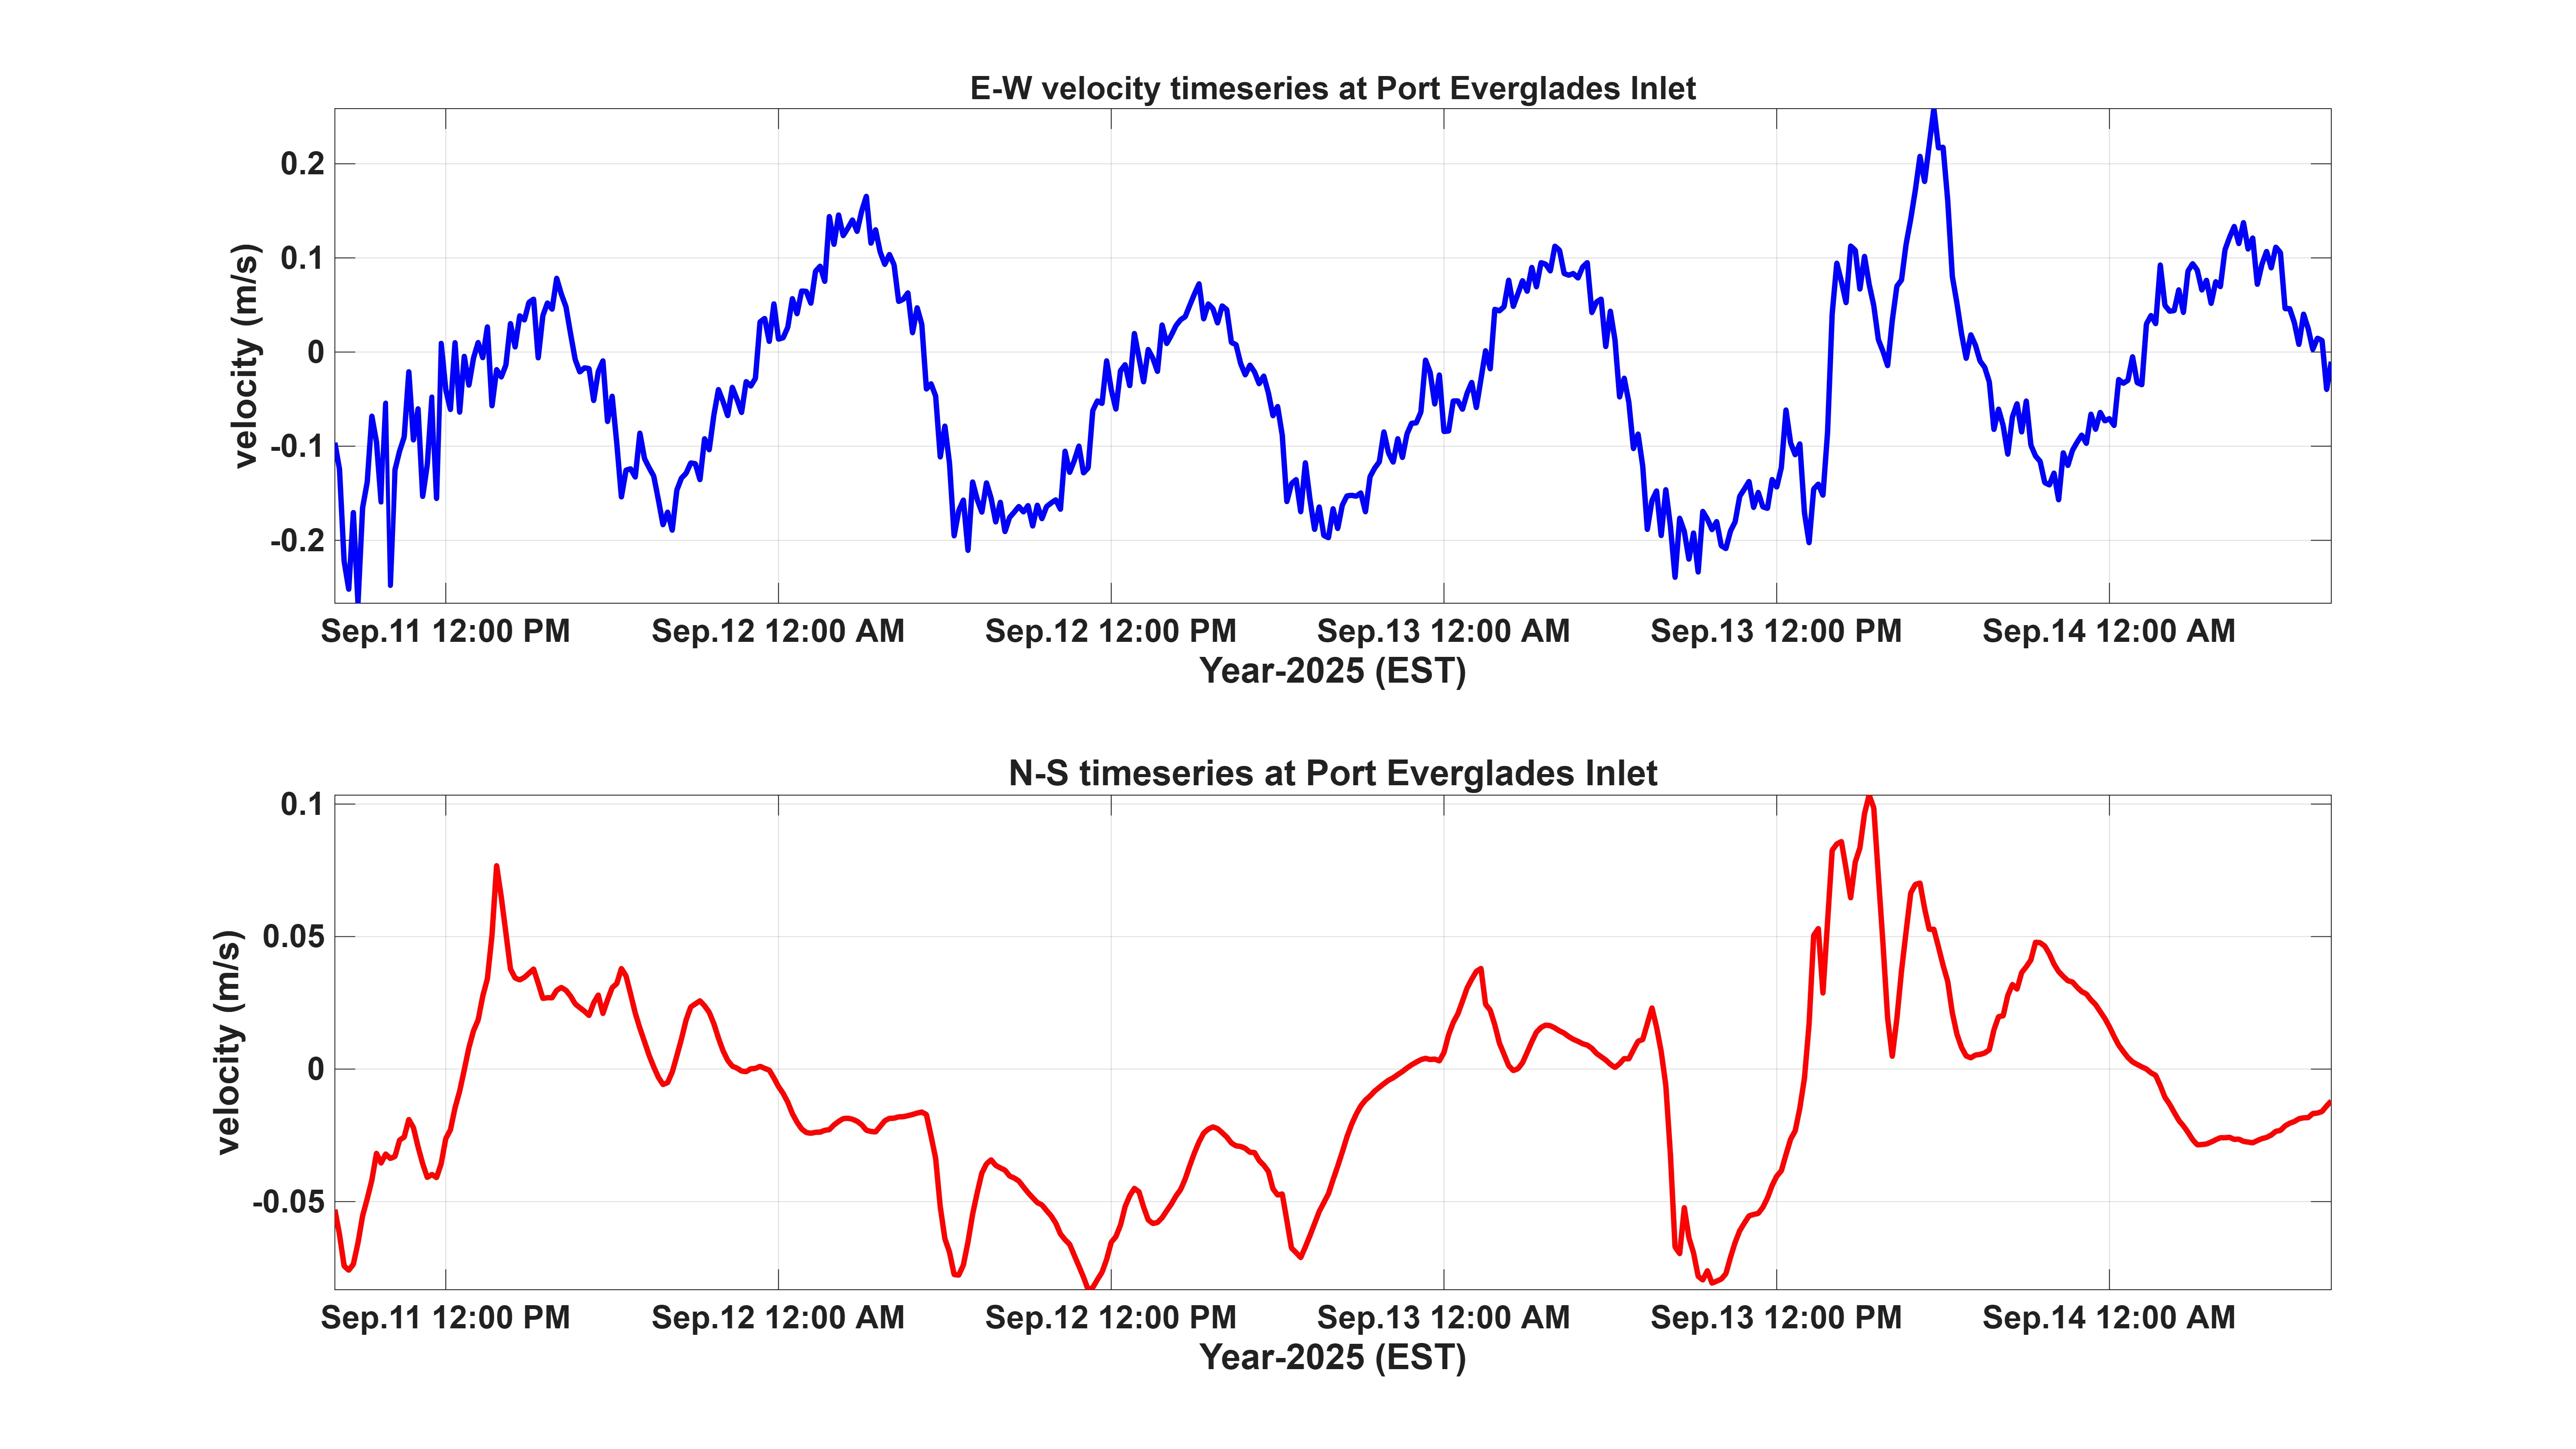 E-W velocity timeseries at Port Everglades Inlet
velocity (m/s)
0.2
0.1
0
-0.1
-0.2
Sep.11 12:00 PM Sep.12 12:00 AM Sep.12 12:00 PM Sep.13 12:00 AM Sep.13 12:00 PM Sep.14 12:00 AM
Year-2025 (EST)
N-S timeseries at Port Everglades Inlet
velocity (m/s)
0.1
0.05
0
-0.05
Sep.11 12:00 PM Sep.12 12:00 AM Sep.12 12:00 PM Sep.13 12:00 AM Sep.13 12:00 PM Sep.14 12:00 AM
Year-2025 (EST)